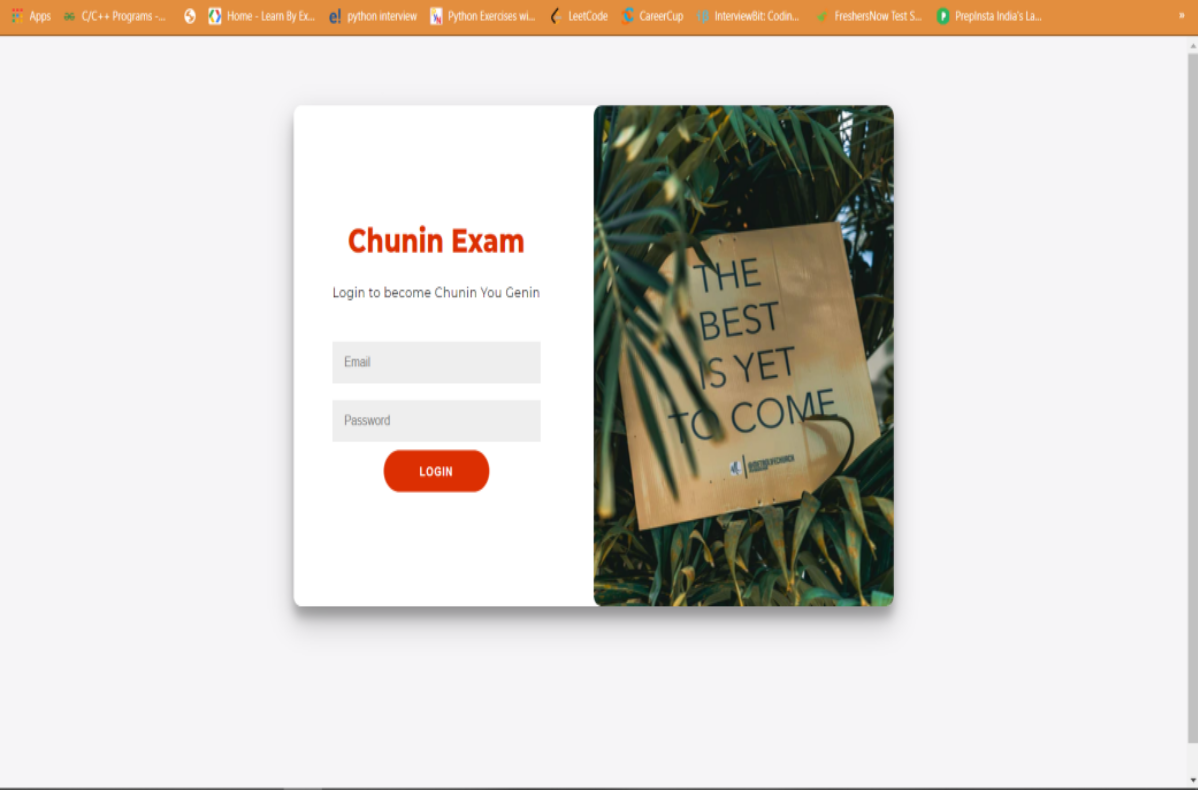 Apps
C/C++ Programs -...
Home - Learn By Ex...
e! python interview
Python Exercises wi...
LeetCode
CareerCup
InterviewBit: Codin...
FreshersNow Test S...
PrepInsta India's La...
»
Chunin Exam
Login to become Chunin You Genin
Email
Password
LOGIN
THE
BEST
IS YET
TO COME